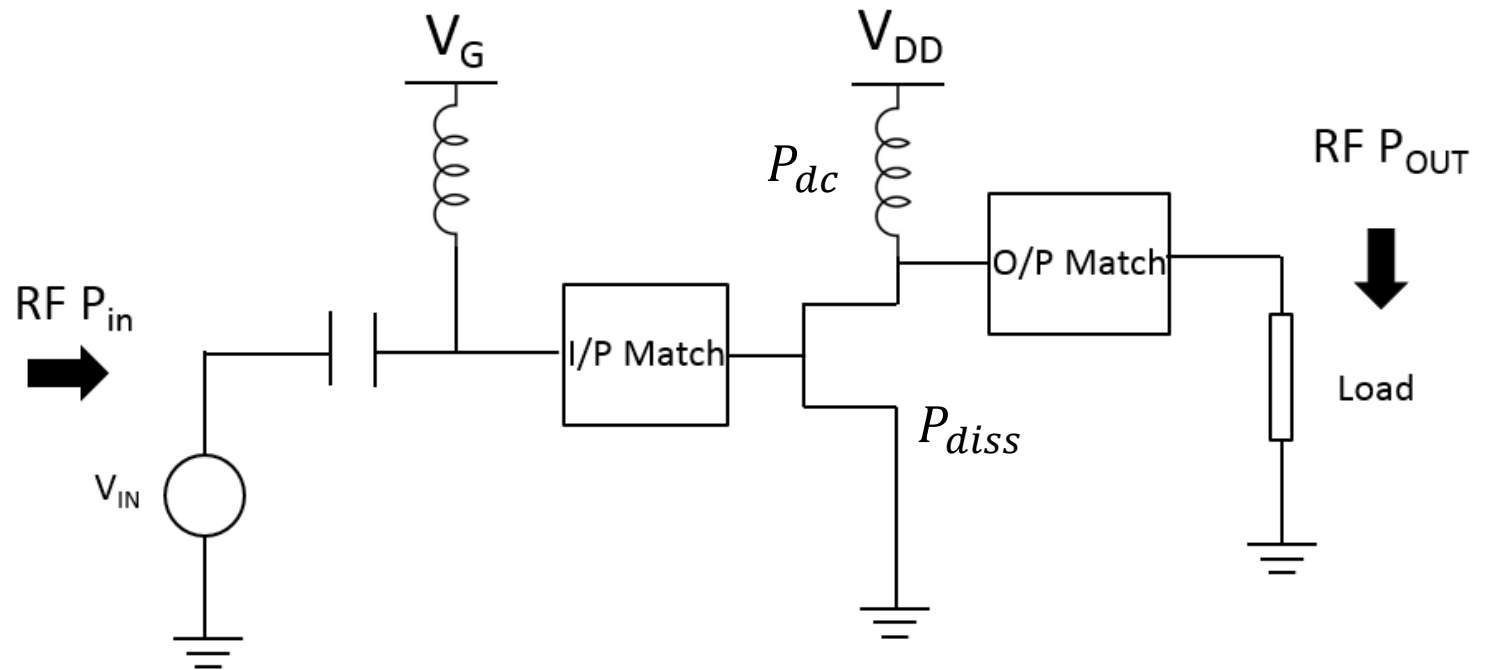 V_G
V_DD
P_dc
RF P_OUT
O/P Match
RF P_in
I/P Match
Load
P_diss
V_IN